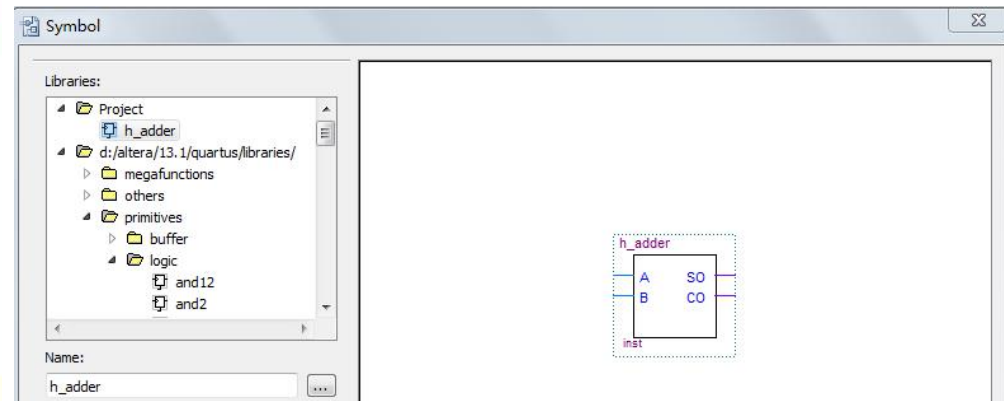 Symbol
Libraries:
Project
h_adder
d:/altera/13.1/quartus/libraries/
megafunctions
others
primitives
buffer
logic
and12
and2
Name:
h_adder
...
h_adder
A SO
B CO
inst